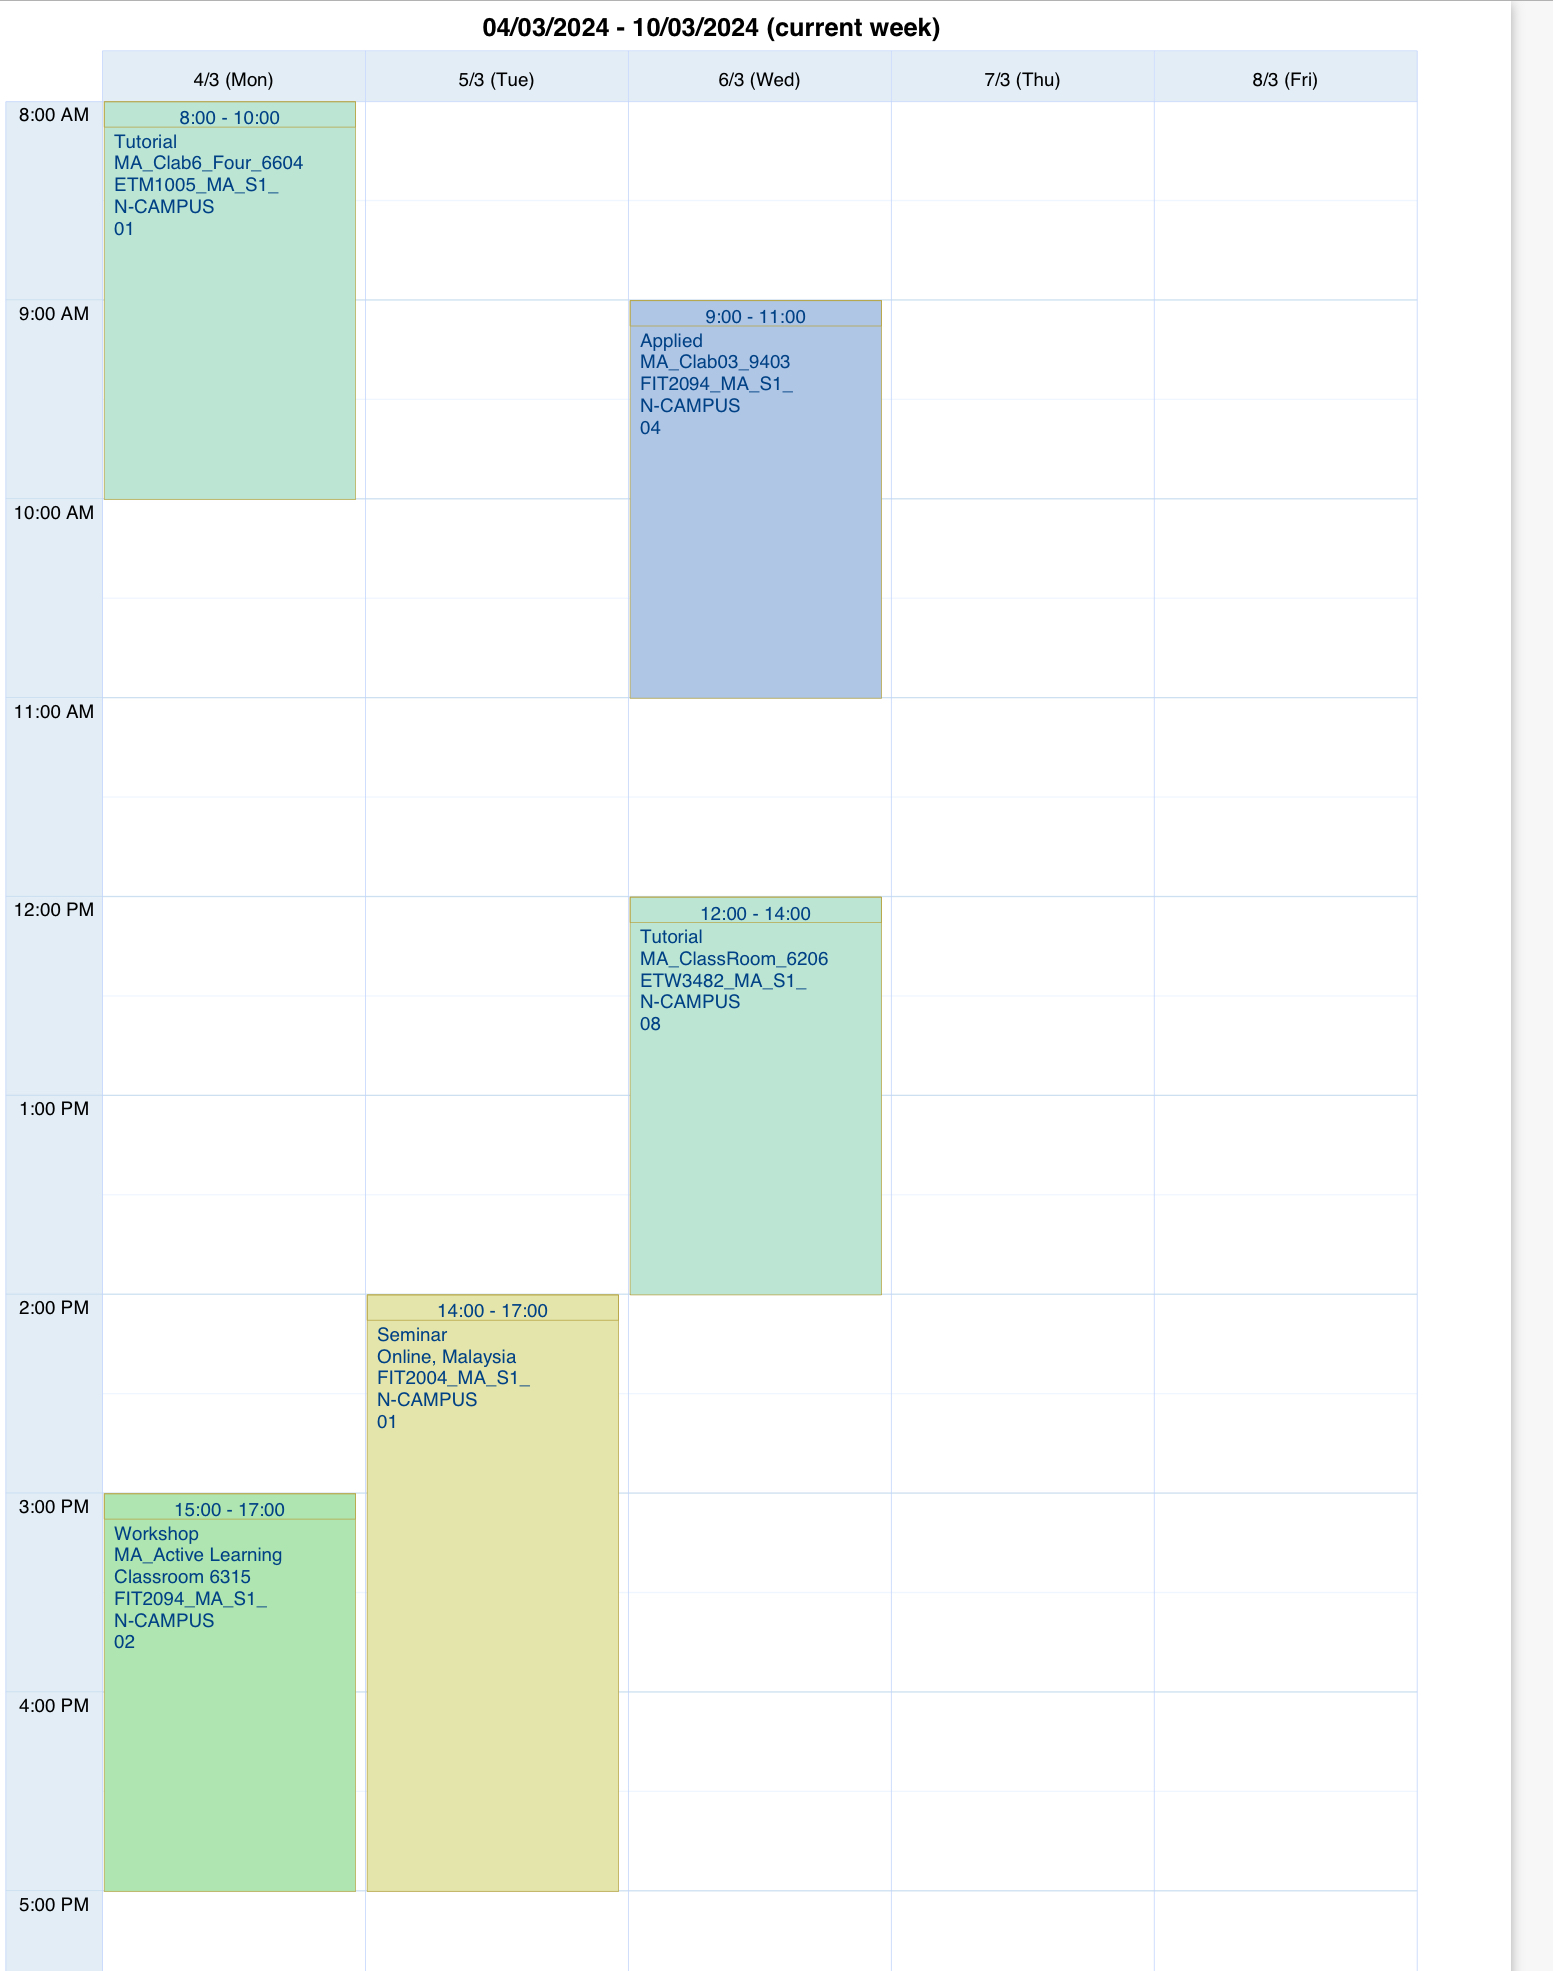 04/03/2024 - 10/03/2024 (current week)
4/3 (Mon)
5/3 (Tue)
6/3 (Wed)
7/3 (Thu)
8/3 (Fri)
8:00 AM
8:00 - 10:00
Tutorial
MA_Clab6_Four_6604
ETM1005_MA_S1_
N-CAMPUS
01
9:00 AM
9:00 - 11:00
Applied
MA_Clab03_9403
FIT2094_MA_S1_
N-CAMPUS
04
10:00 AM
11:00 AM
12:00 PM
12:00 - 14:00
Tutorial
MA_ClassRoom_6206
ETW3482_MA_S1_
N-CAMPUS
08
1:00 PM
2:00 PM
14:00 - 17:00
Seminar
Online, Malaysia
FIT2004_MA_S1_
N-CAMPUS
01
3:00 PM
15:00 - 17:00
Workshop
MA_Active Learning
Classroom 6315
FIT2094_MA_S1_
N-CAMPUS
02
4:00 PM
5:00 PM